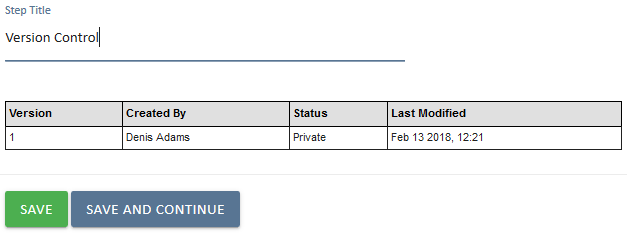 Step Title
Version Control
Version Created By Status Last Modified
1 Denis Adams Private Feb 13 2018, 12:21
SAVE SAVE AND CONTINUE